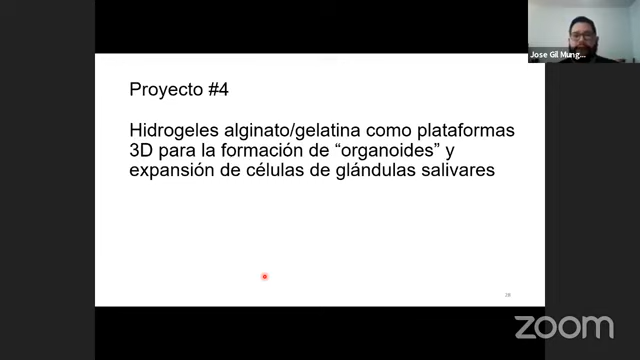 Jose Gil Mung...
Proyecto #4
Hidrogeles alginato/gelatina como plataformas
3D para la formación de “organoides” y
expansión de células de glándulas salivares
28
zoom